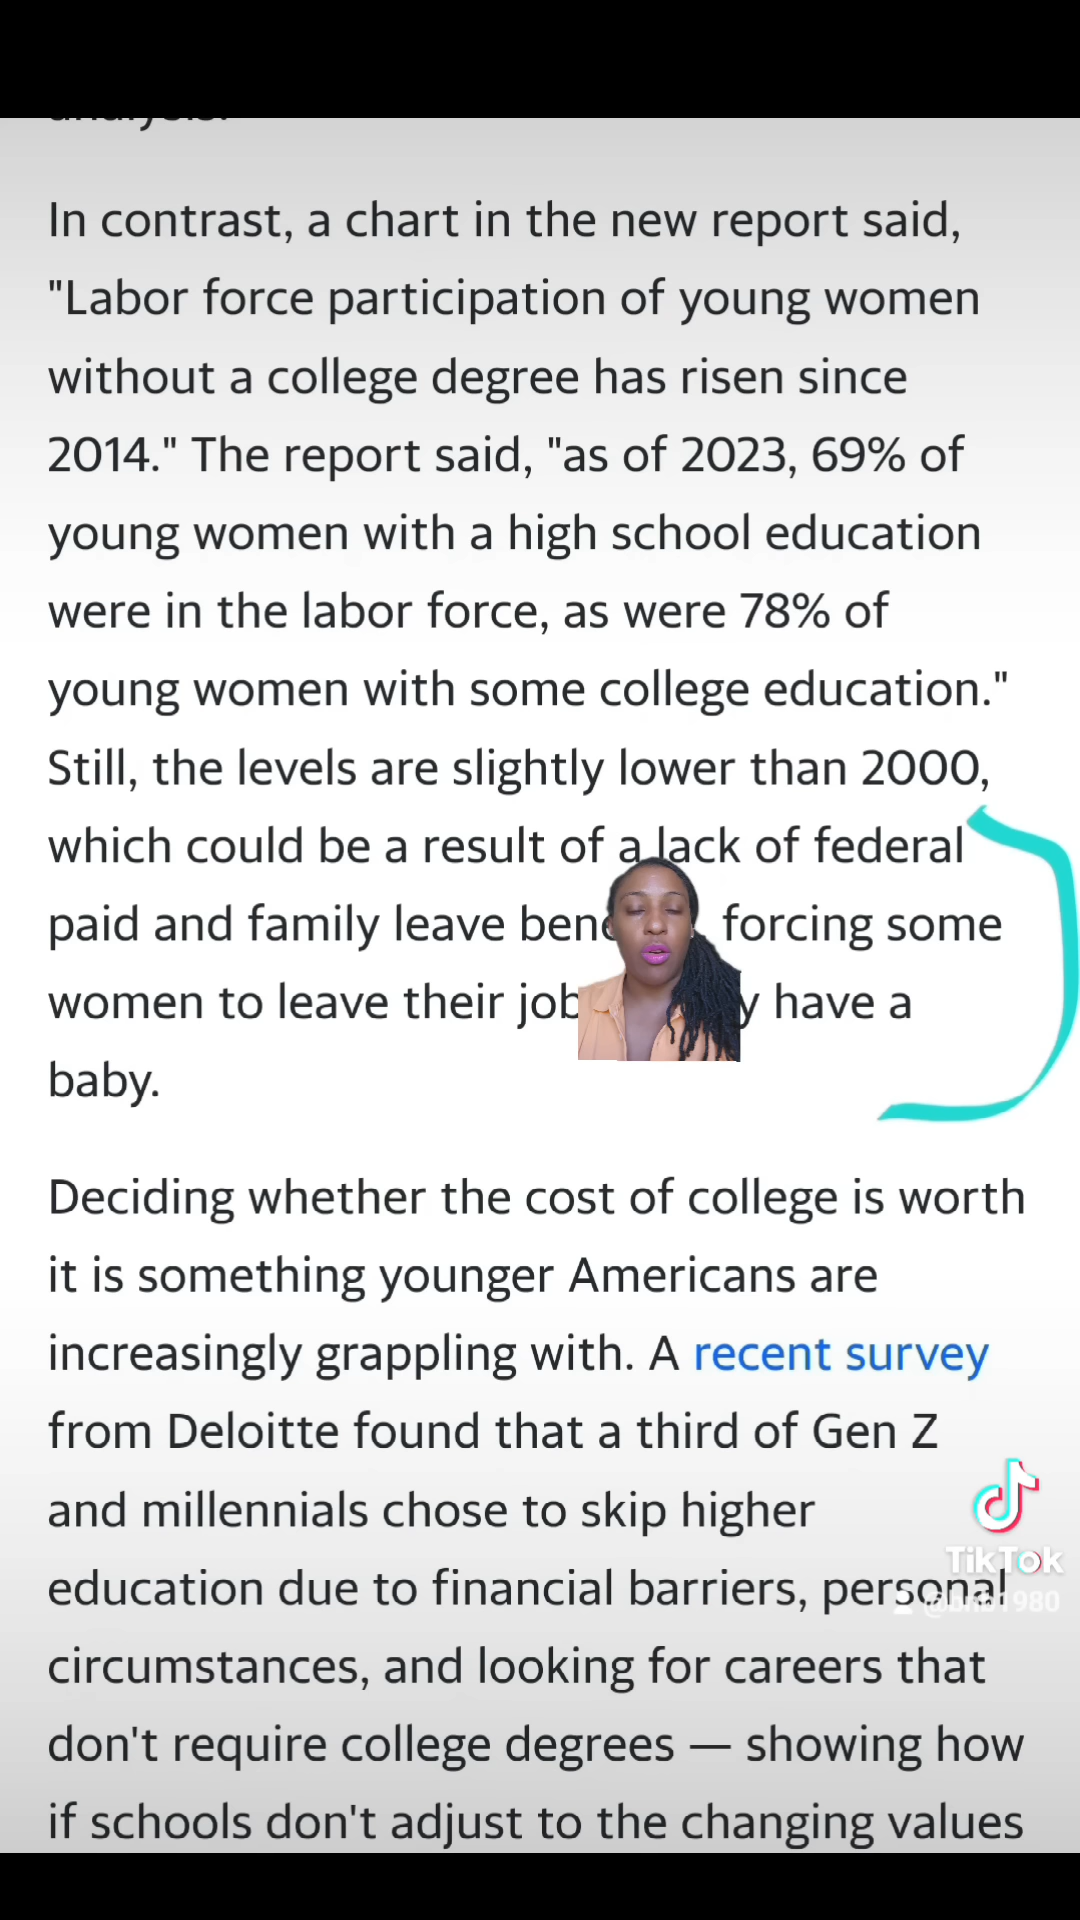 In contrast, a chart in the new report said,
"Labor force participation of young women
without a college degree has risen since
2014." The report said, "as of 2023, 69% of
young women with a high school education
were in the labor force, as were 78% of
young women with some college education."
Still, the levels are slightly lower than 2000,
which could be a result of a lack of federal
paid and family leave forcing some
women to leave their have a
baby.
Deciding whether the cost of college is worth
it is something younger Americans are
increasingly grappling with. A recent survey
from Deloitte found that a third of Gen Z
and millennials chose to skip higher
education due to financial barriers, personal
circumstances, and looking for careers that
don't require college degrees — showing how
if schools don't adjust to the changing values
TikTok